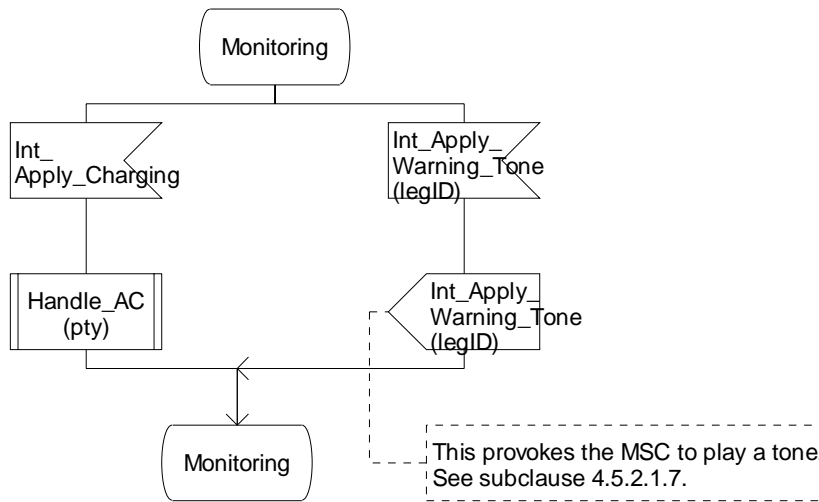 Monitoring
Int_
Apply_Charging
Int_Apply_
Warning_Tone
(legID)
Handle_AC
(pty)
Int_Apply_
Warning_Tone
(legID)
Monitoring
This provokes the MSC to play a tone
See subclause 4.5.2.1.7.